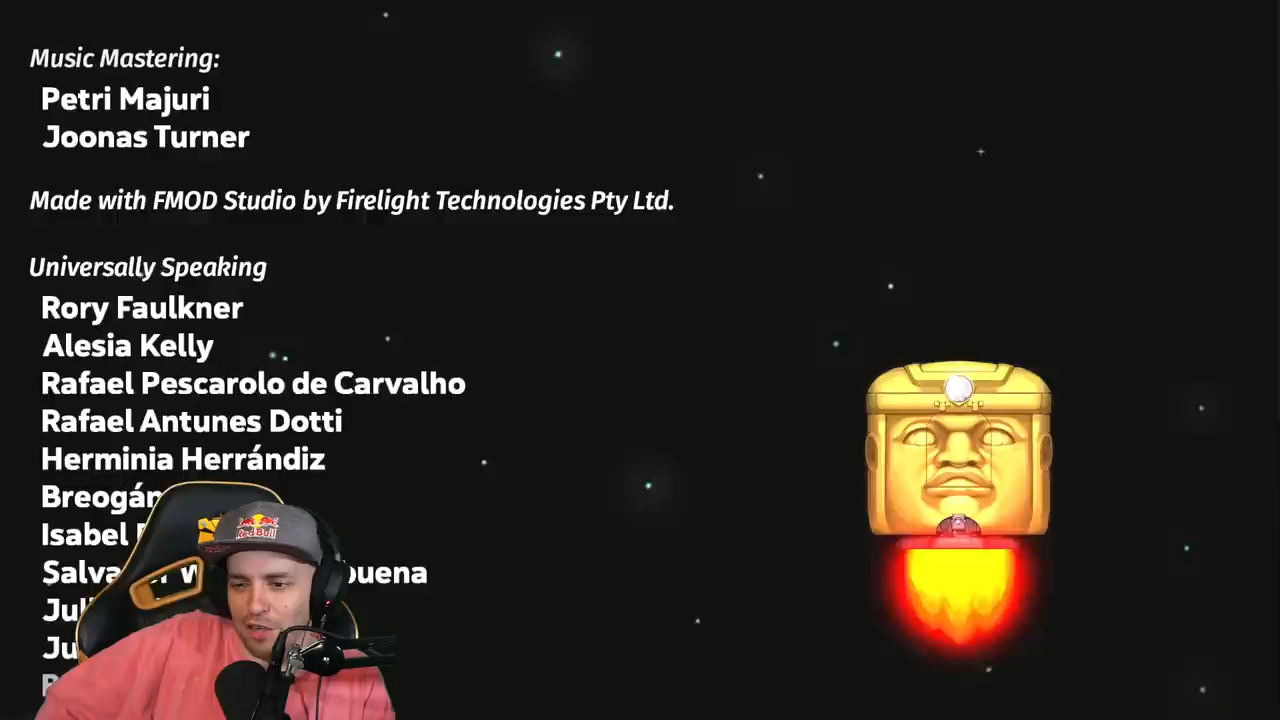 Music Mastering:
Petri Majuri
Joonas Turner
Made with FMOD Studio by Firelight Technologies Pty Ltd.
Universally Speaking
Rory Faulkner
Alesia Kelly
Rafael Pescarolo de Carvalho
Rafael Antunes Dotti
Herminia Herrándiz
Isabel
Red Bull